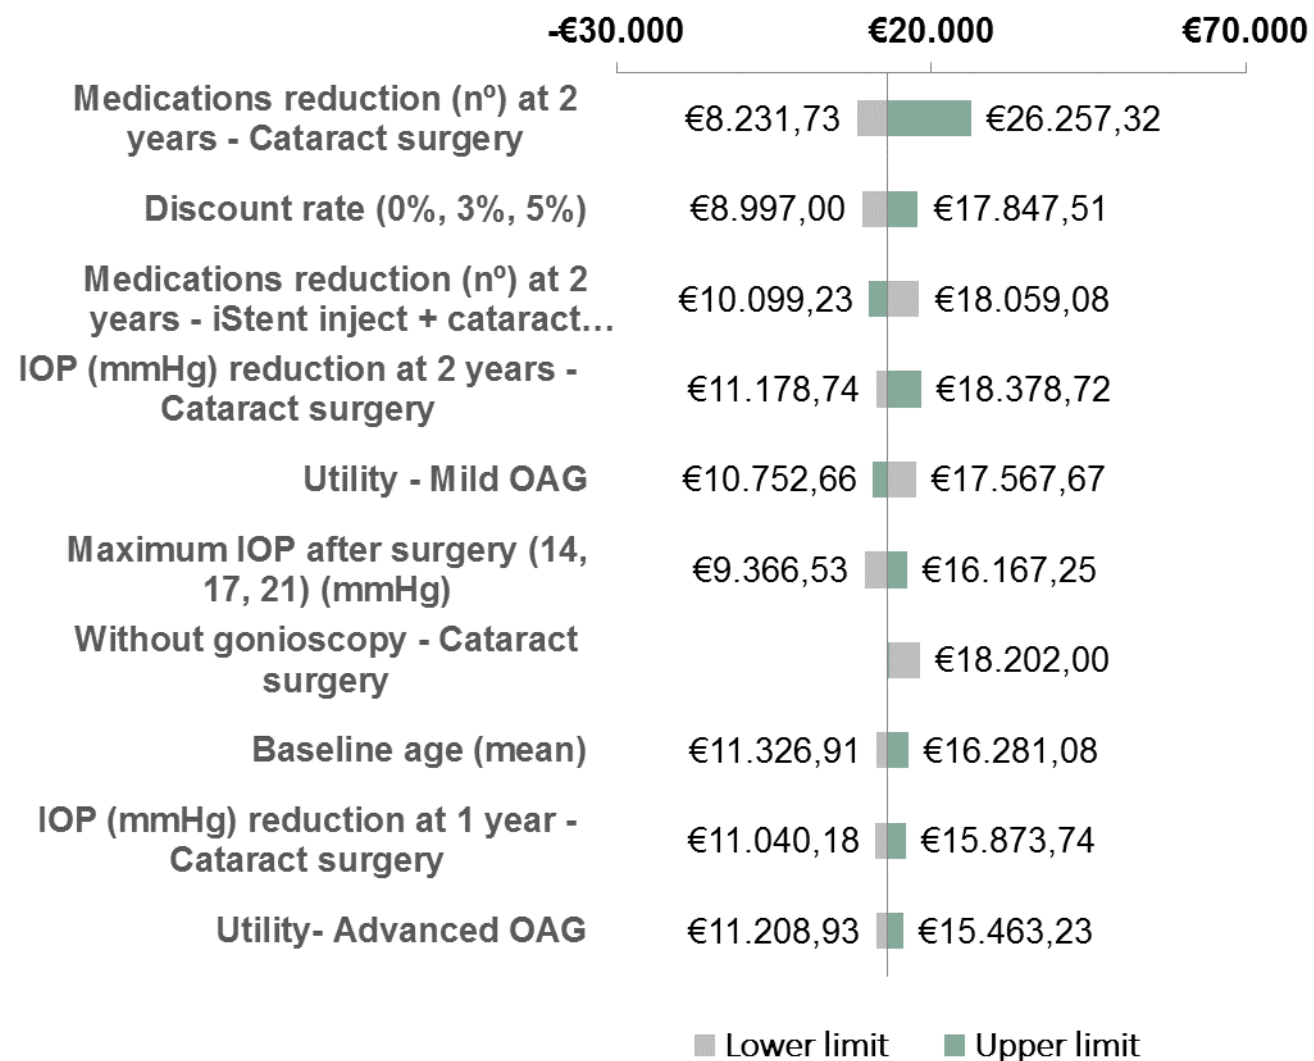 -€30.000 €20.000 €70.000
Medications reduction (nº) at 2
years - Cataract surgery
€8.231,73 €26.257,32
Discount rate (0%, 3%, 5%)
€8.997,00 €17.847,51
Medications reduction (nº) at 2
years - iStent inject + cataract…
€10.099,23 €18.059,08
IOP (mmHg) reduction at 2 years -
Cataract surgery
€11.178,74 €18.378,72
Utility - Mild OAG
€10.752,66 €17.567,67
Maximum IOP after surgery (14,
17, 21) (mmHg)
€9.366,53 €16.167,25
Without gonioscopy - Cataract
surgery
€18.202,00
Baseline age (mean)
€11.326,91 €16.281,08
IOP (mmHg) reduction at 1 year -
Cataract surgery
€11.040,18 €15.873,74
Utility- Advanced OAG
€11.208,93 €15.463,23
Lower limit Upper limit